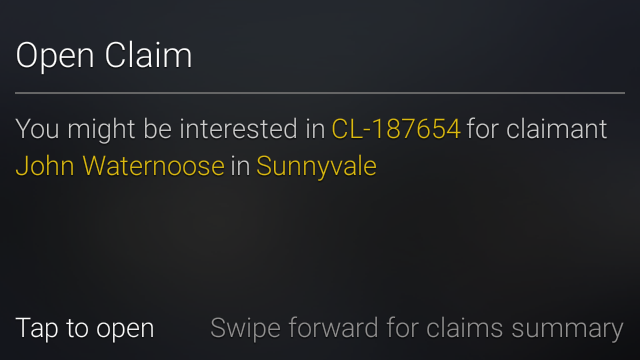 Open Claim
You might be interested in CL-187654 for claimant
John Waternoose in Sunnyvale
Tap to open
Swipe forward for claims summary